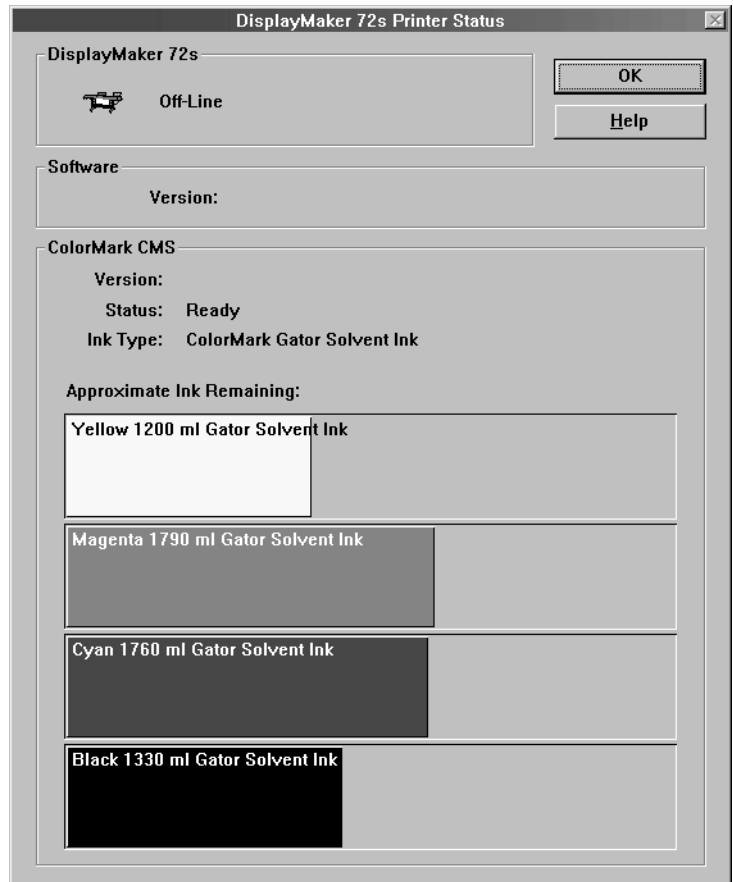 DisplayMaker 72s Printer Status
DisplayMaker 72s
Off-Line
OK
Help
Software
Version:
ColorMark CMS
Version:
Status: Ready
Ink Type: ColorMark Gator Solvent Ink
Approximate Ink Remaining:
Yellow 1200 ml Gator Solvent Ink
Magenta 1790 ml Gator Solvent Ink
Cyan 1760 ml Gator Solvent Ink
Black 1330 ml Gator Solvent Ink